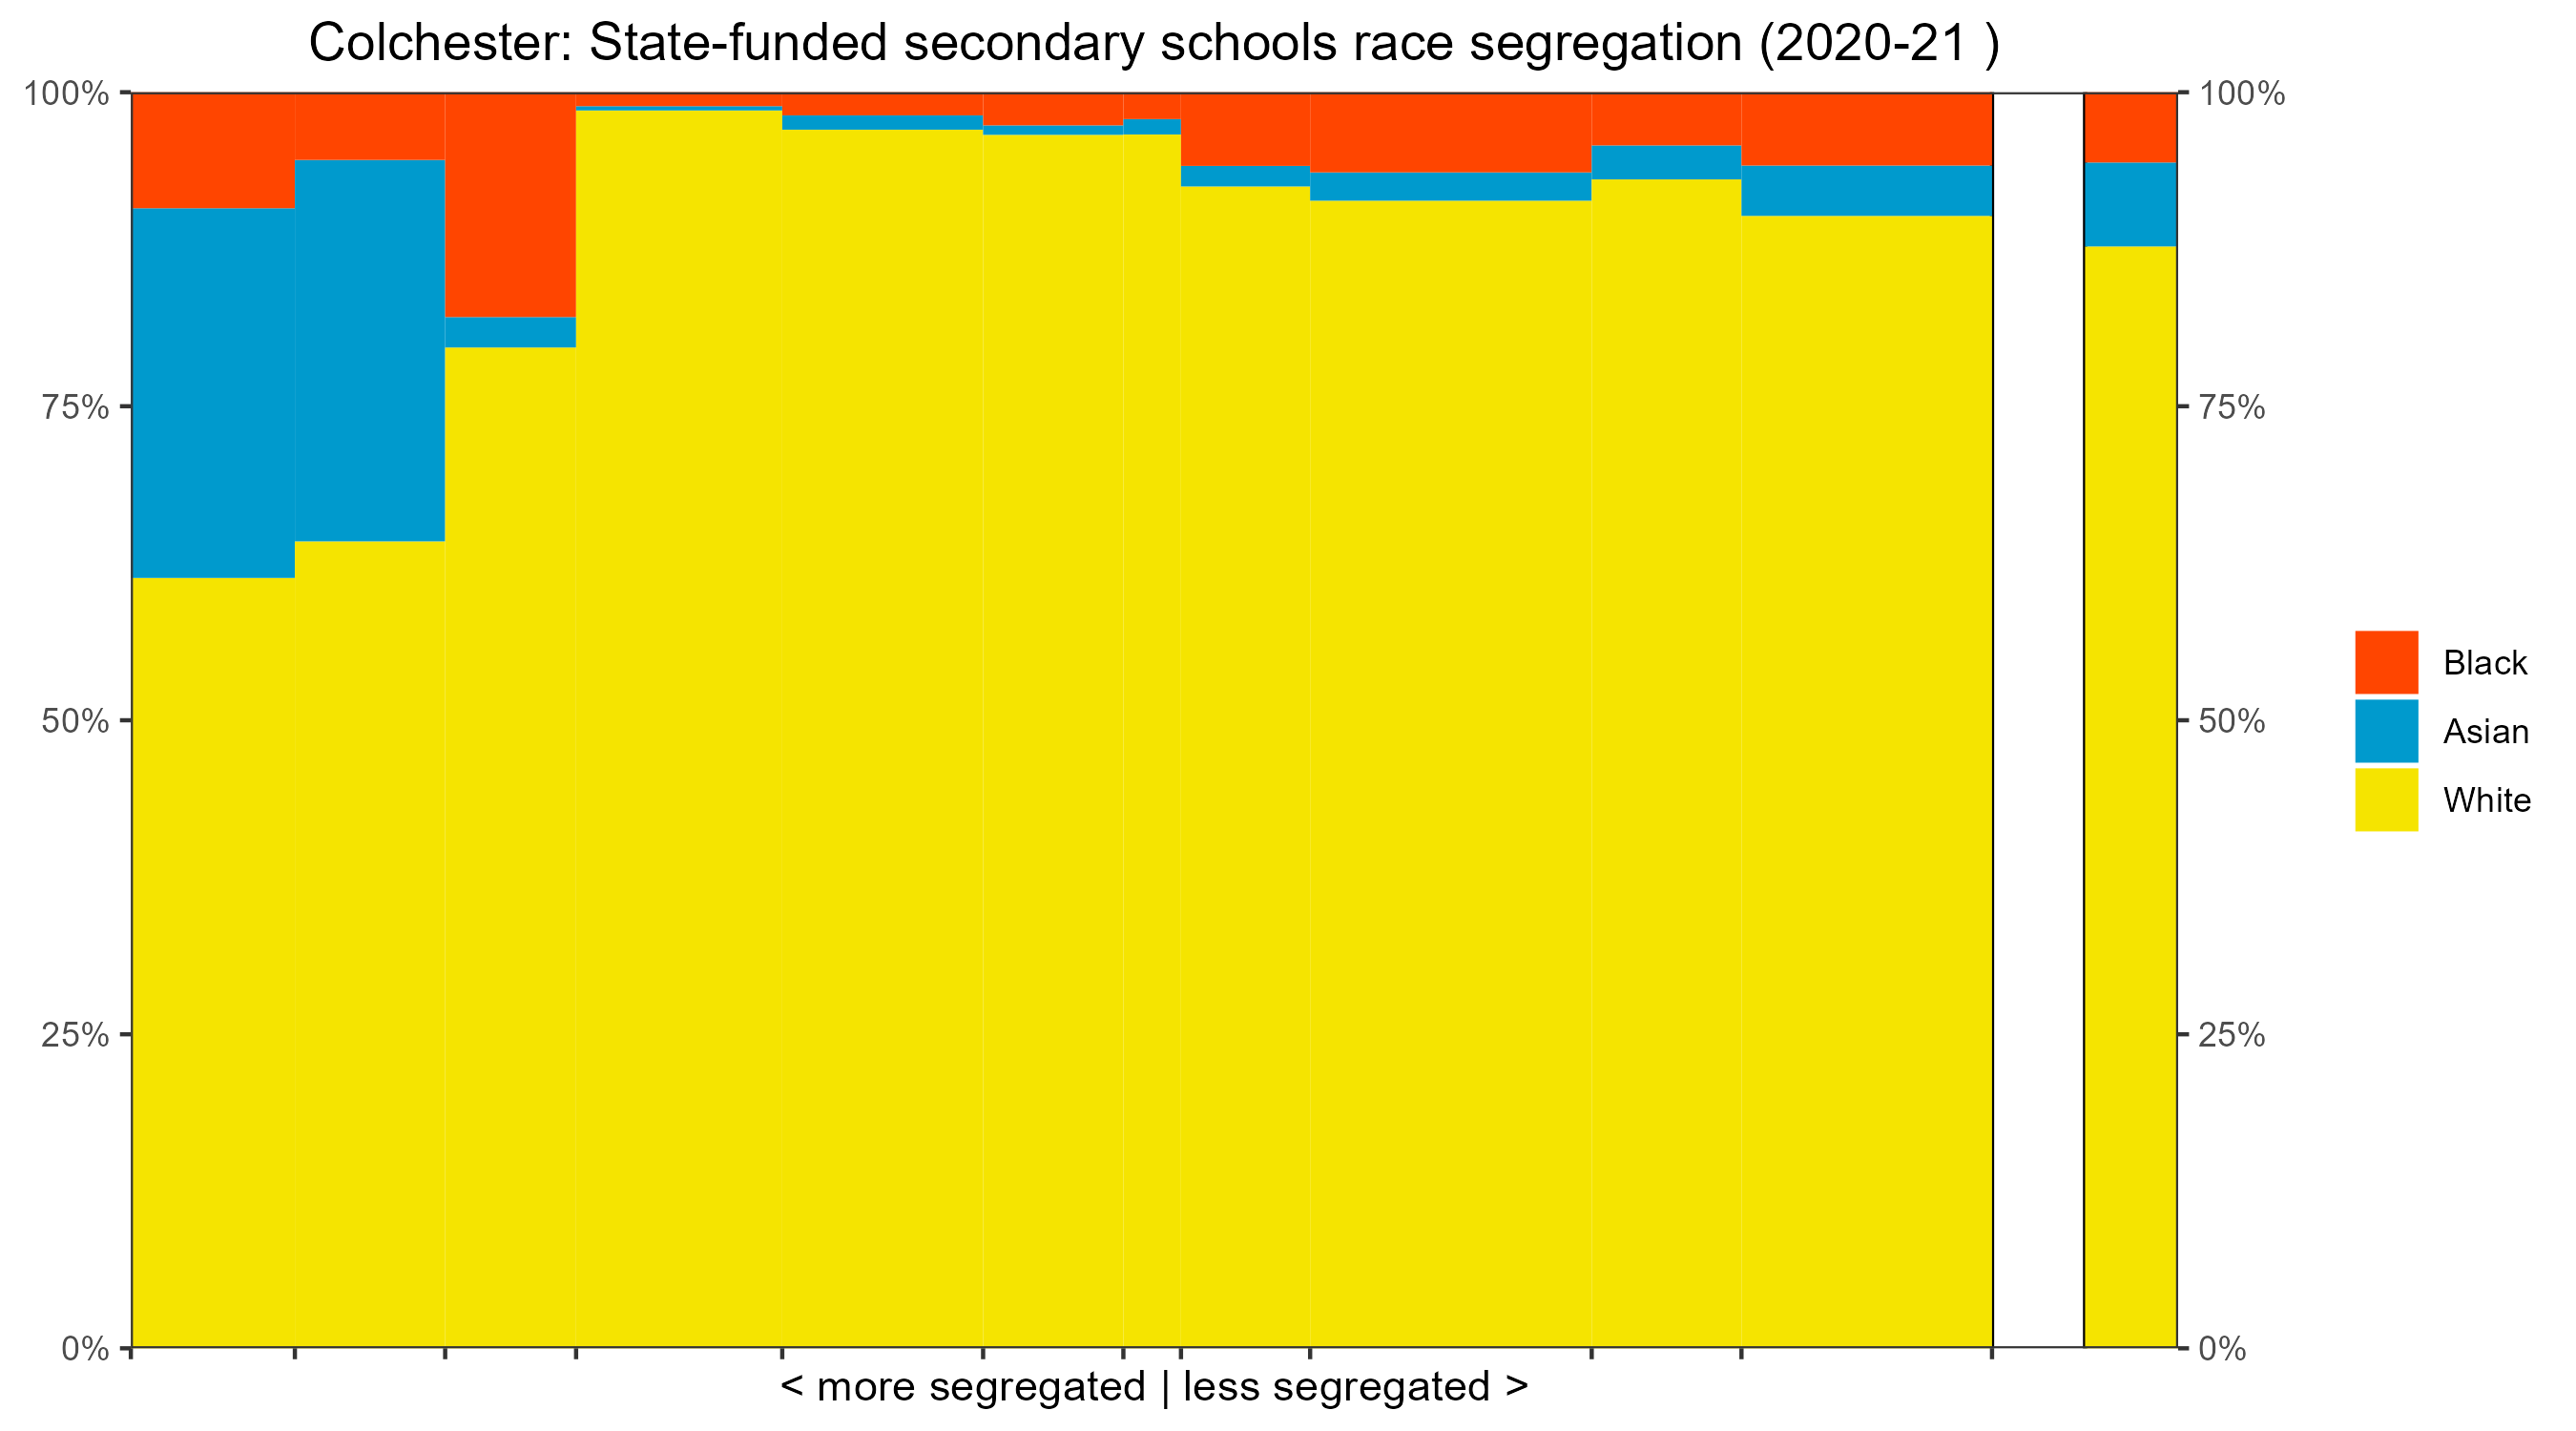 Colchester: State-funded secondary schools race segregation (2020-21 )
100%
75%
50%
25%
0%
100%
75%
50%
25%
0%
Black
Asian
White
< more segregated | less segregated >